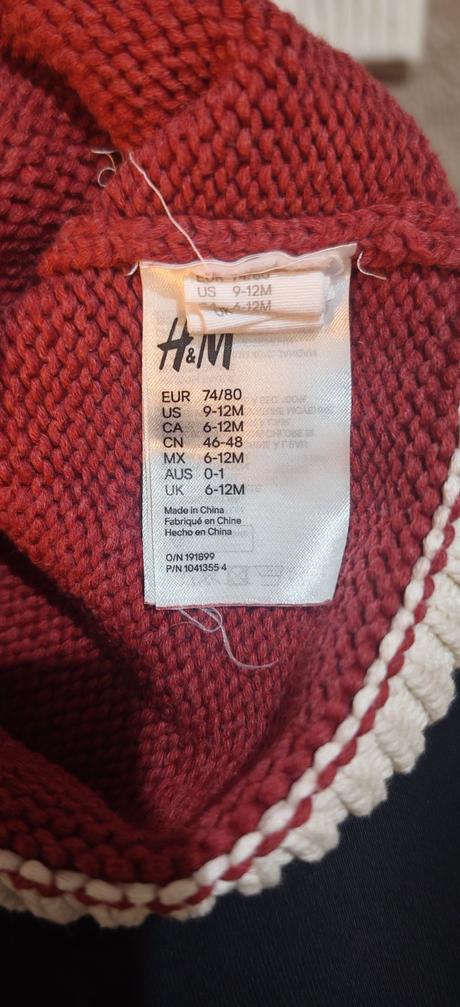 EUR 74/80
US 9-12M
6-12M
H&M
EUR 74/80
US 9-12M
CA 6-12M
CN 46-48
MX 6-12M
AUS 0-1
UK 6-12M
Made in China
Fabriqué en Chine
Hecho en China
O/N 191899
P/N 1041355 4